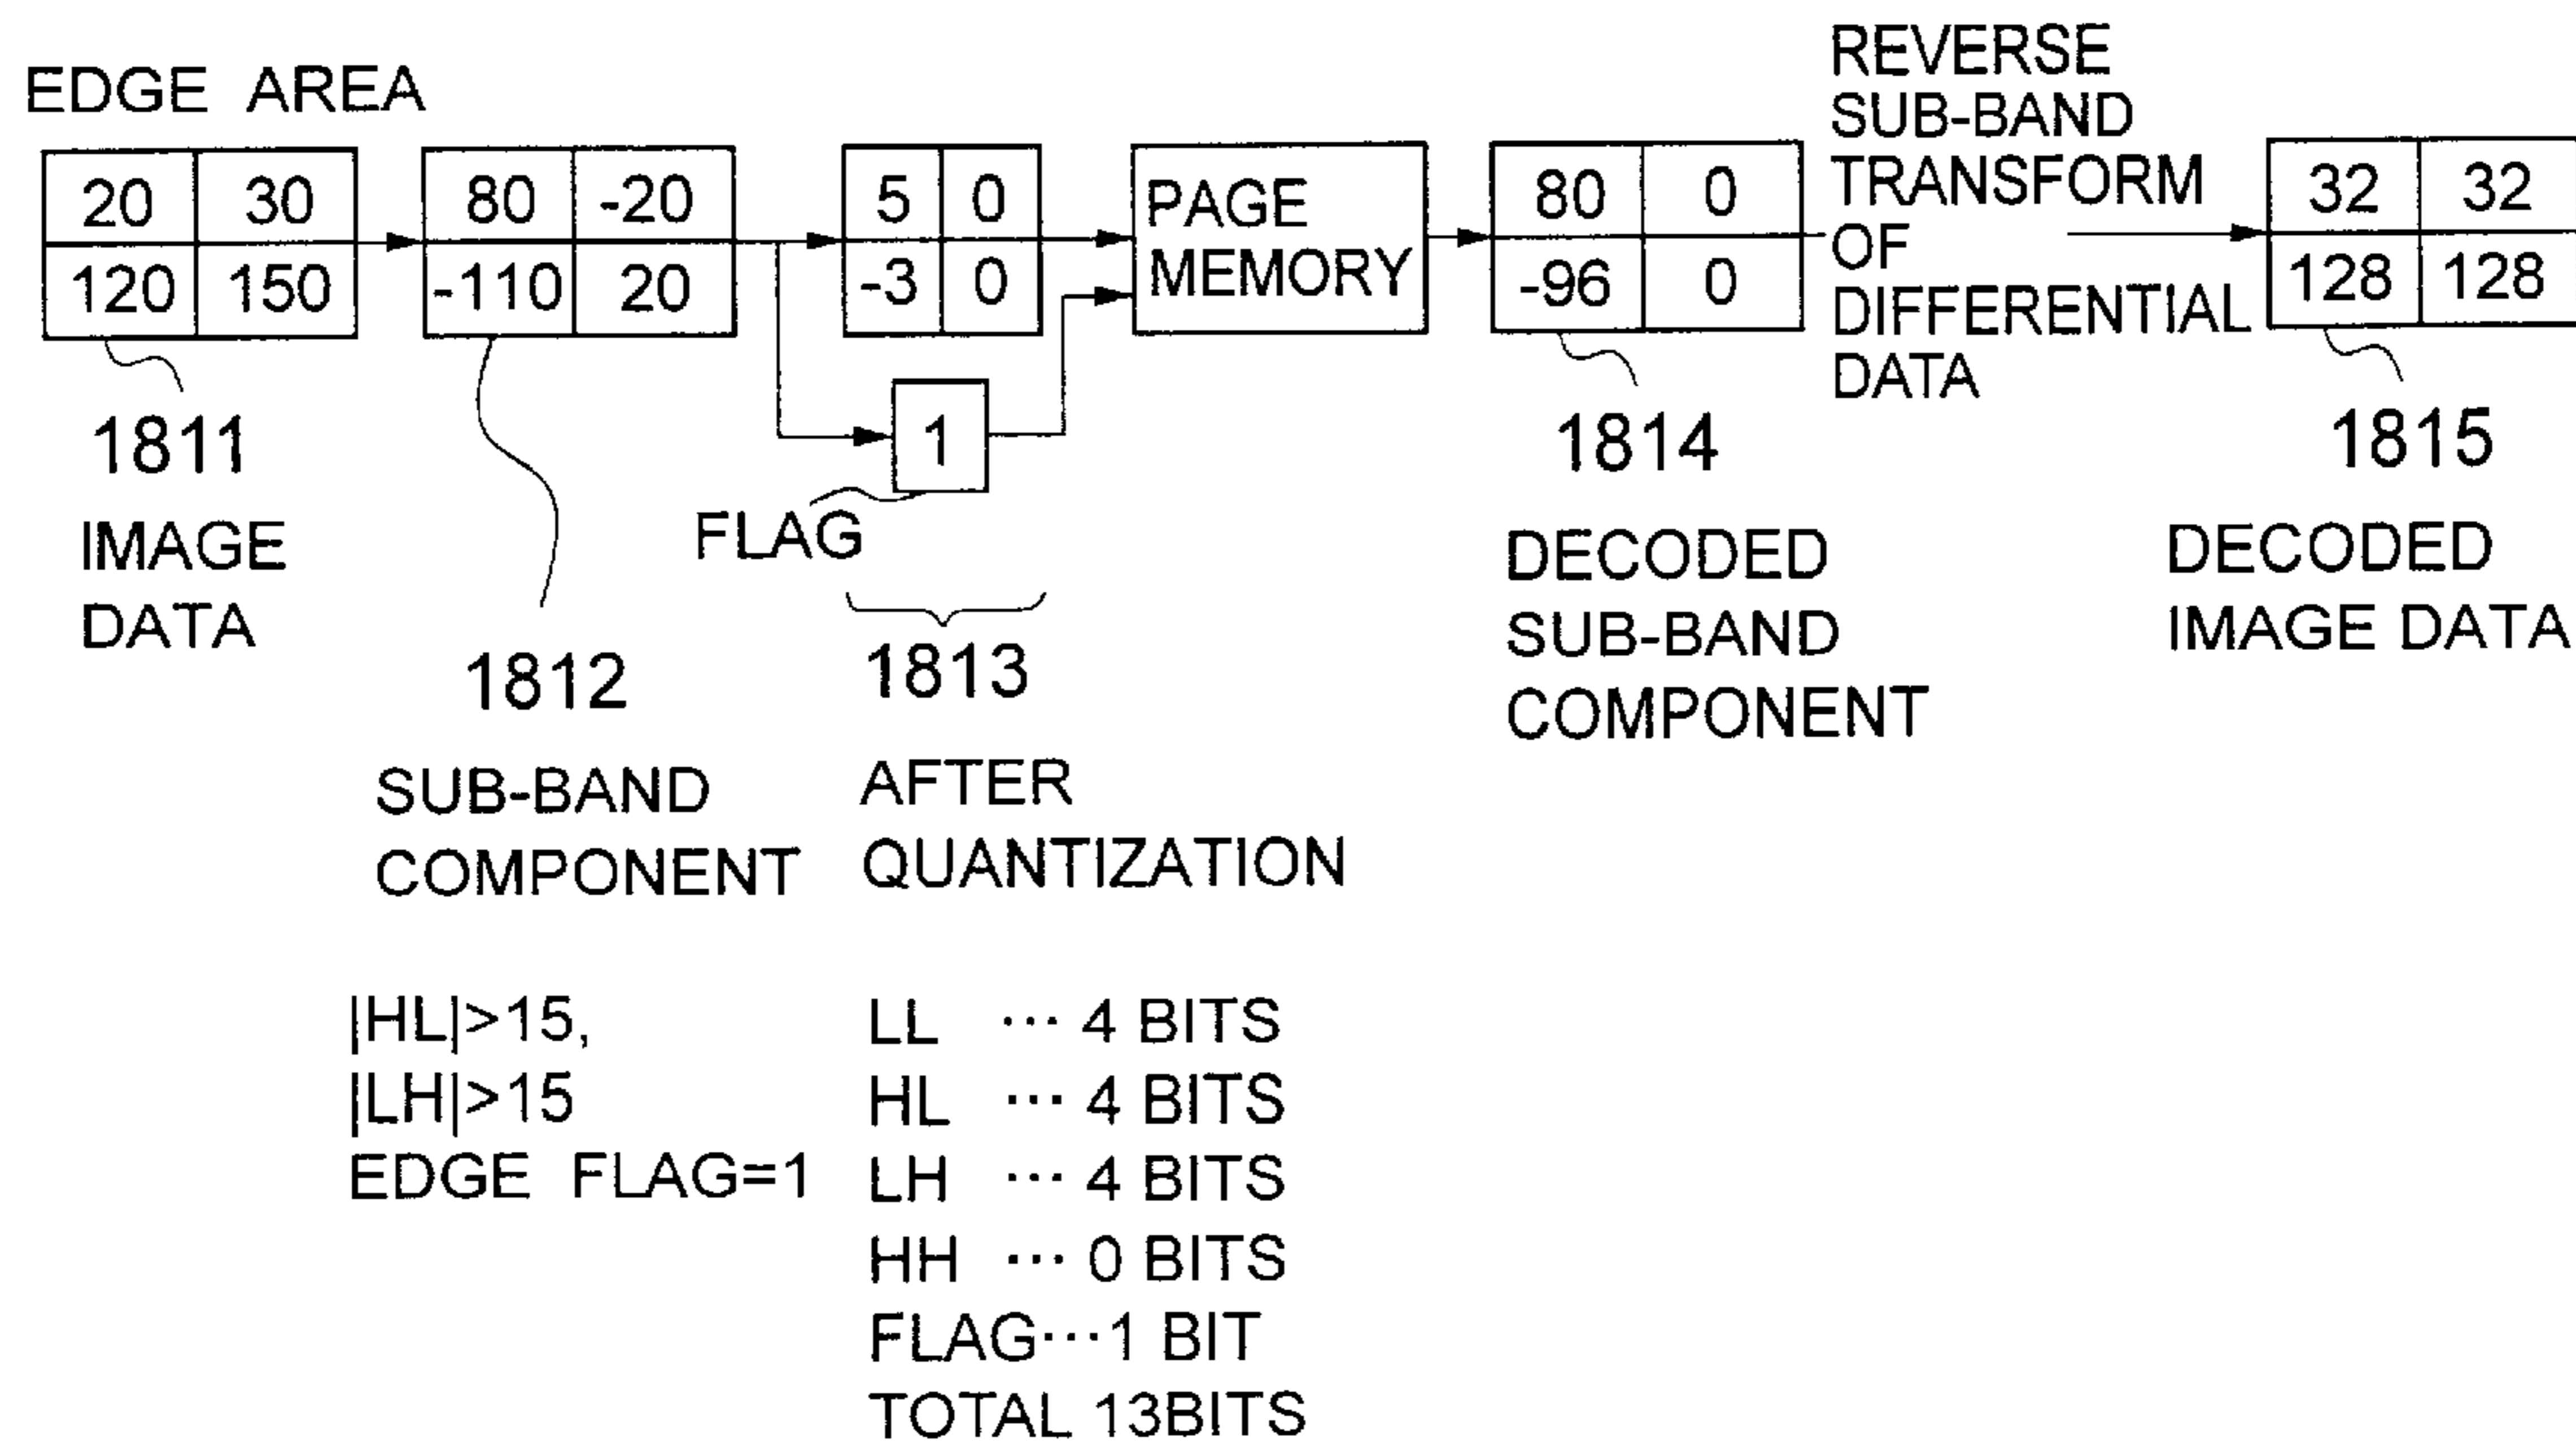 EDGE AREA
20 30
120 150
1811
IMAGE
DATA
80 -20
-110 20
1812
SUB-BAND
COMPONENT
|HL|>15,
|LH|>15
EDGE FLAG=1
5 0
-3 0
1
FLAG
1813
AFTER
QUANTIZATION
LL ··· 4 BITS
HL ··· 4 BITS
LH ··· 4 BITS
HH ··· 0 BITS
FLAG···1 BIT
TOTAL 13BITS
PAGE
MEMORY
80 0
-96 0
1814
DECODED
SUB-BAND
COMPONENT
REVERSE
SUB-BAND
TRANSFORM
OF
DIFFERENTIAL
DATA
32 32
128 128
1815
DECODED
IMAGE DATA